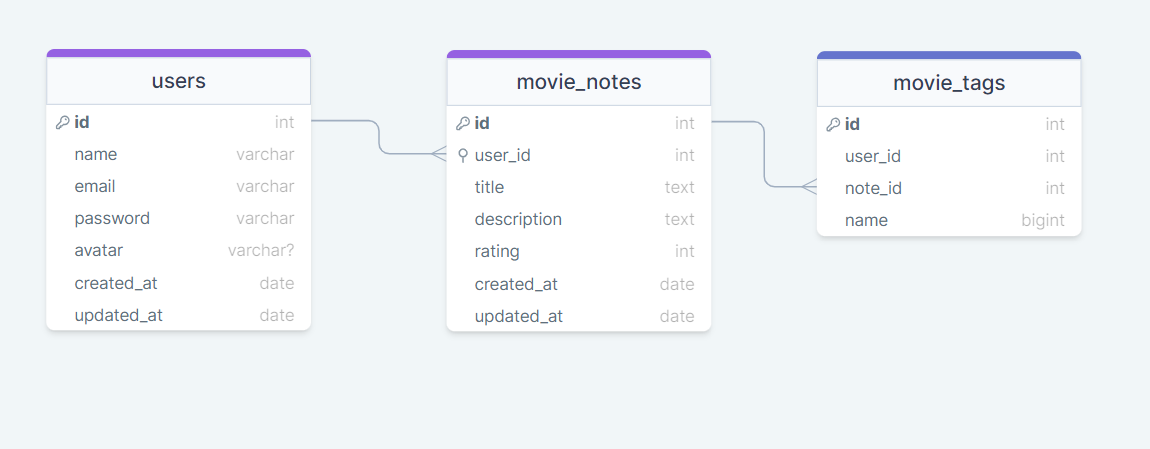 users
id int
name varchar
email varchar
password varchar
avatar varchar?
created_at date
updated_at date
movie_notes
id int
user_id int
title text
description text
rating int
created_at date
updated_at date
movie_tags
id int
user_id int
note_id int
name bigint